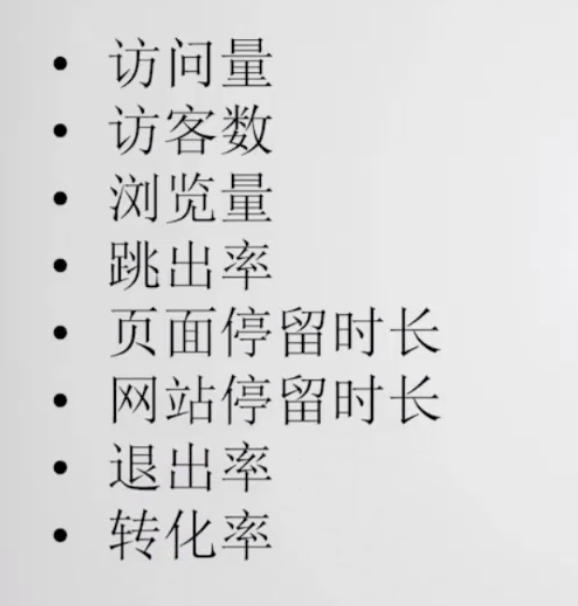 • 访问量
• 访客数
• 浏览量
• 跳出率
• 页面停留时长
• 网站停留时长
• 退出率
• 转化率